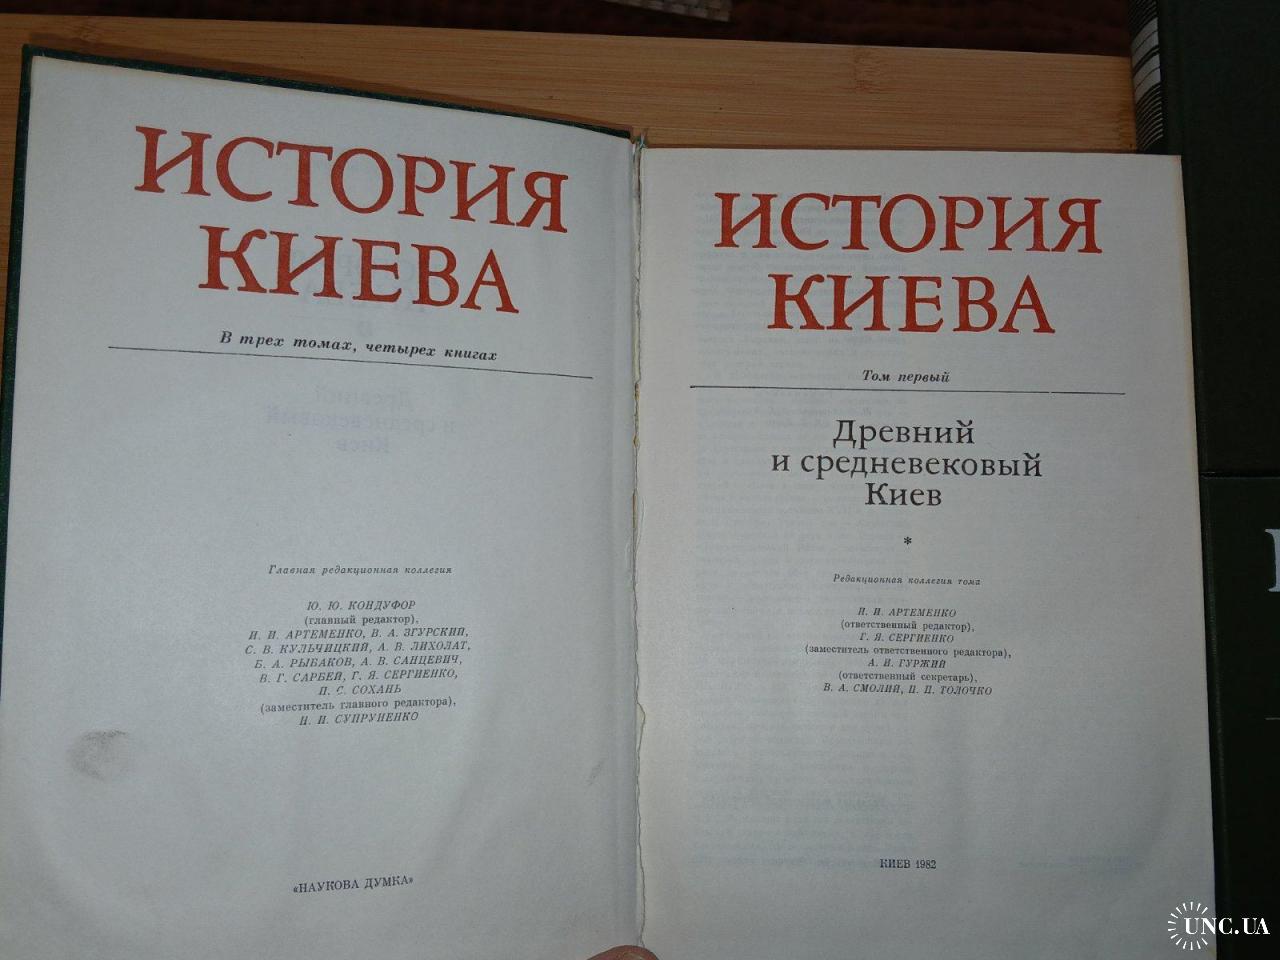 ИСТОРИЯ
КИЕВА
В трех томах, четырех книгах
Главная редакционная коллегия
Ю. Ю. КОНДУФОР
(главный редактор),
И. И. АРТЕМЕНКО, В. А. ЗГУРСКИЙ,
С. В. КУЛЬЧИЦКИЙ, А. В. ЛИХОЛАТ,
Б. А. РЫБАКОВ, А. В. САНЦЕВИЧ,
В. Г. САРБЕЙ, Г. Я. СЕРГИЕНКО,
П. С. СОХАНЬ
(заместитель главного редактора),
И. И. СУПРУНЕНКО
«НАУКОВА ДУМКА»
ИСТОРИЯ
КИЕВА
Том первый
Древний
и средневековый
Киев
*
Редакционная коллегия тома
И. И. АРТЕМЕНКО
(ответственный редактор),
Г. Я. СЕРГИЕНКО
(заместитель ответственного редактора),
А. И. ГУРЖИЙ
(ответственный секретарь),
В. А. СМОЛИЙ, П. П. ТОЛОЧКО
КИЕВ 1982
UNC.UA